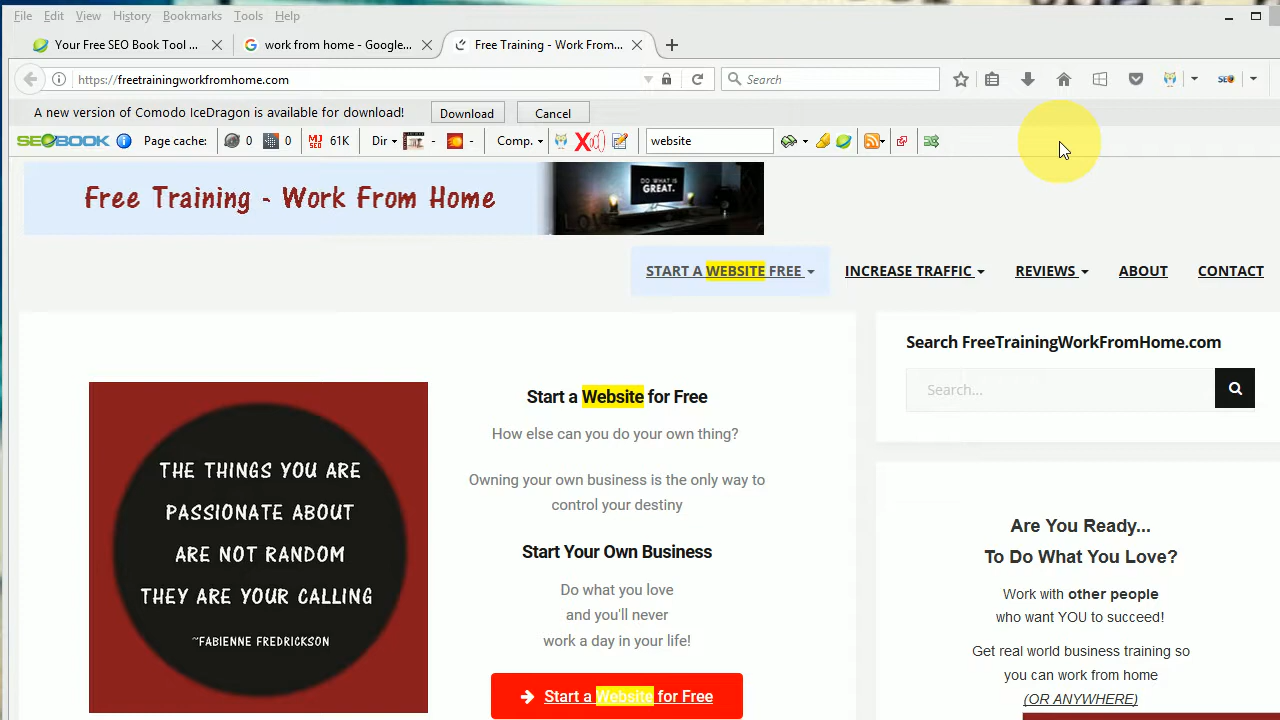 File Edit View History Bookmarks Tools Help
Your Free SEO Book Tool ...
work from home - Google...
Free Training - Work From...
https://freetrainingworkfromhome.com
Search
A new version of Comodo IceDragon is available for download!
Download
Cancel
SEOBOOK
Page cache:
0
0
MJ SEO
61K
Dir
-
-
Comp.
website
Free Training - Work From Home
DO WHAT IS
GREAT.
START A WEBSITE FREE
INCREASE TRAFFIC
REVIEWS
ABOUT
CONTACT
THE THINGS YOU ARE
PASSIONATE ABOUT
ARE NOT RANDOM
THEY ARE YOUR CALLING
~FABIENNE FREDRICKSON
Start a Website for Free
How else can you do your own thing?
Owning your own business is the only way to
control your destiny
Start Your Own Business
Do what you love
and you'll never
work a day in your life!
Start a Website for Free
Search FreeTrainingWorkFromHome.com
Search...
Are You Ready...
To Do What You Love?
Work with other people
who want YOU to succeed!
Get real world business training so
you can work from home
(OR ANYWHERE)